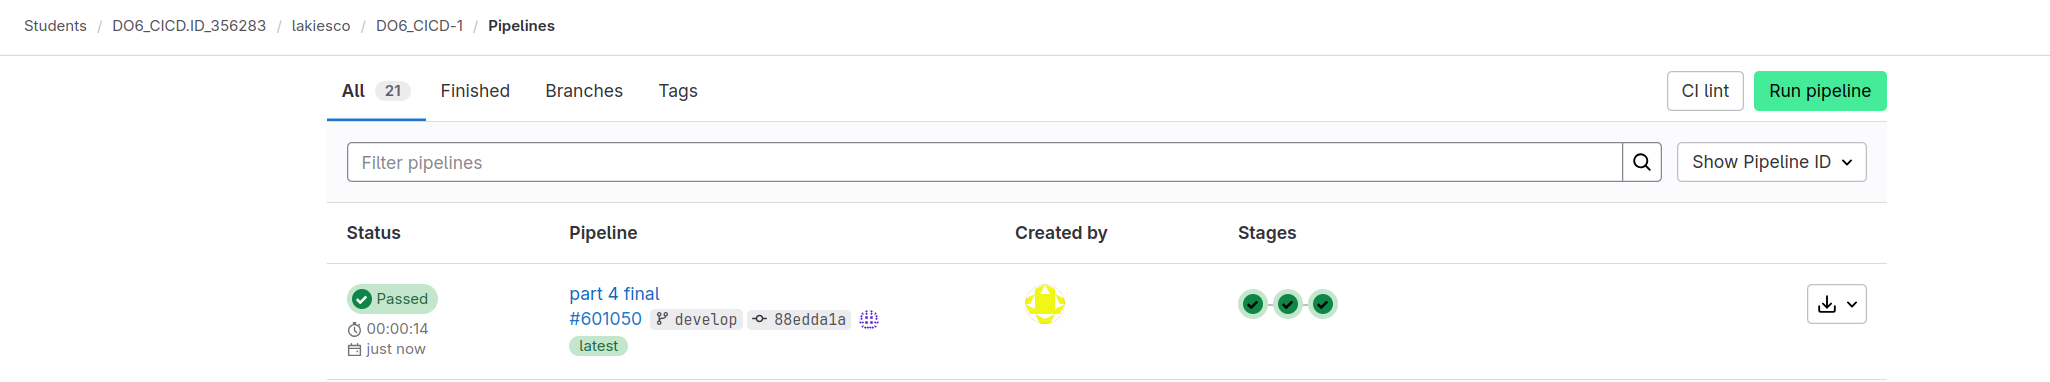 Students / DO6_CICD.ID_356283 / lakiesco / DO6_CICD-1 / Pipelines
All 21 Finished Branches Tags CI lint Run pipeline
Filter pipelines Show Pipeline ID
Status Pipeline Created by Stages
Passed part 4 final
#601050 develop 88edda1a
00:00:14
latest
just now